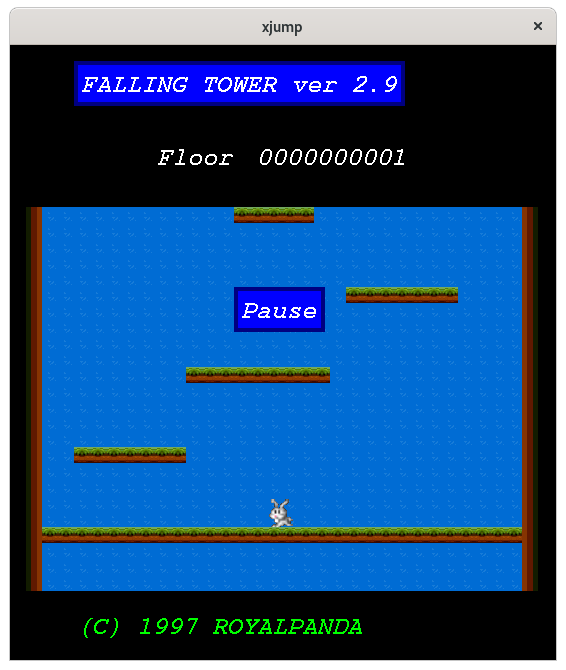 xjump
FALLING TOWER ver 2.9
Floor 0000000001
Pause
(C) 1997 ROYALPANDA